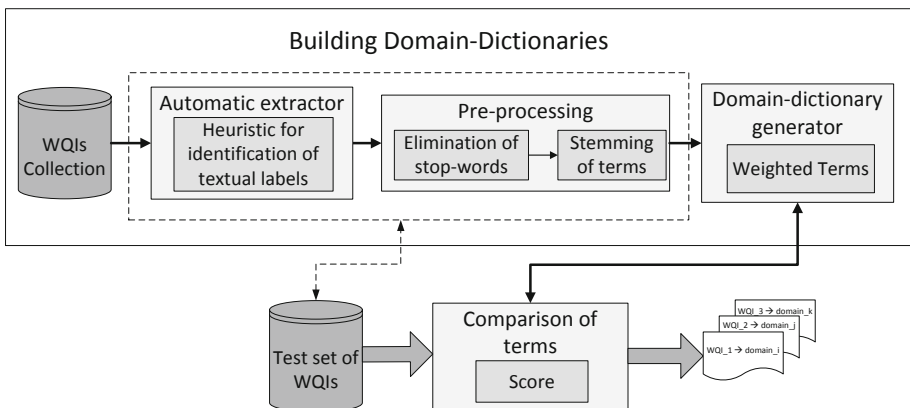 Building Domain-Dictionaries
WQIs
Collection
Automatic extractor
Heuristic for
identification of
textual labels
Pre-processing
Elimination of
stop-words
Stemming
of terms
Domain-dictionary
generator
Weighted Terms
Test set of
WQIs
Comparison of
terms
Score
WQI_3 → domain_k
WQI_2 → domain_j
WQI_1 → domain_i